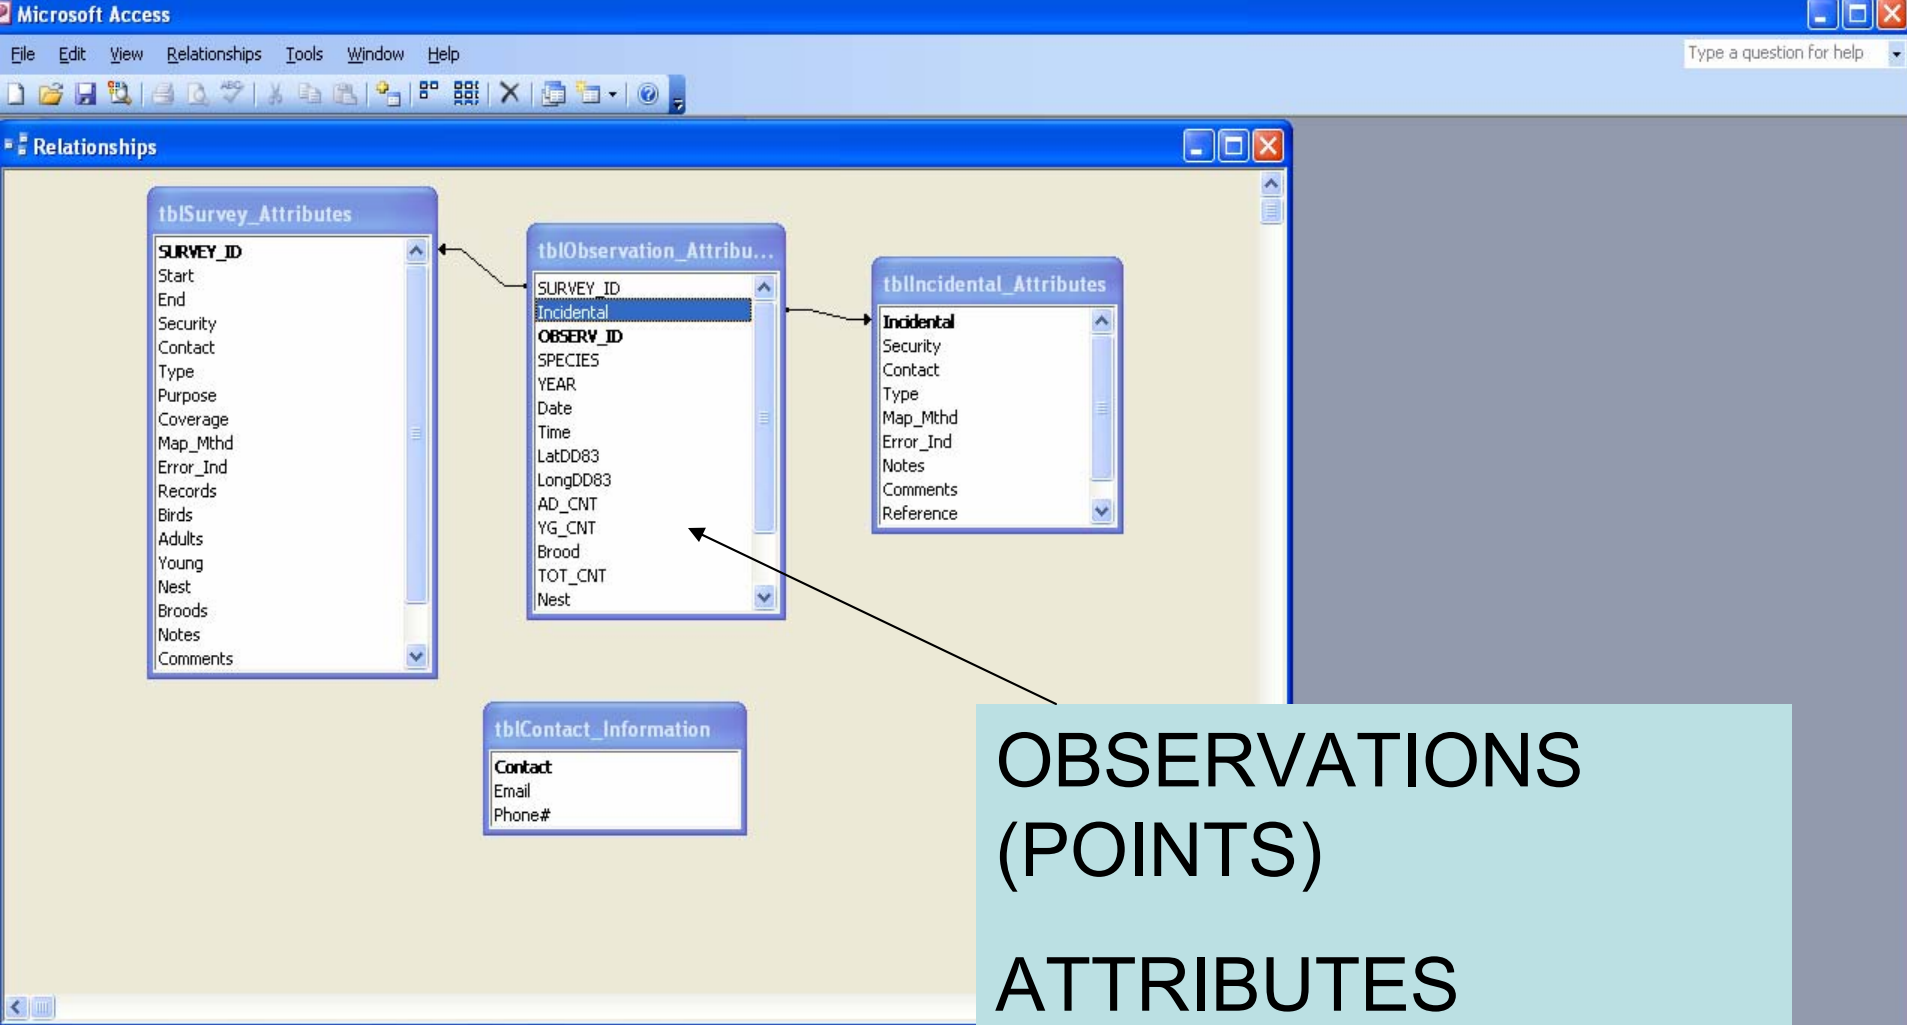 Microsoft Access
File Edit View Relationships Tools Window Help
Type a question for help
ABC
Relationships
tblSurvey_Attributes
SURVEY_ID
Start
End
Security
Contact
Type
Purpose
Coverage
Map_Mthd
Error_Ind
Records
Birds
Adults
Young
Nest
Broods
Notes
Comments
tblObservation_Attribu...
SURVEY_ID
Incidental
OBSERV_ID
SPECIES
YEAR
Date
Time
LatDD83
LongDD83
AD_CNT
YG_CNT
Brood
TOT_CNT
Nest
tblIncidental_Attributes
Incidental
Security
Contact
Type
Map_Mthd
Error_Ind
Notes
Comments
Reference
tblContact_Information
Contact
Email
Phone#
OBSERVATIONS
(POINTS)
ATTRIBUTES